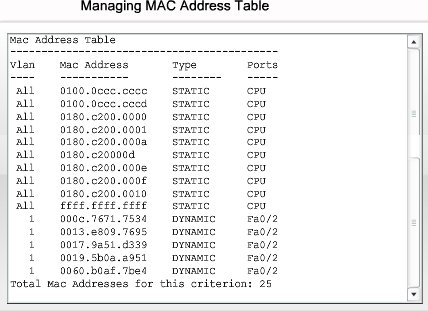 Managing MAC Address Table
Mac Address Table
-------------------------------------------
Vlan Mac Address Type Ports
---- ----------- -------- -----
All 0100.0ccc.cccc STATIC CPU
All 0100.0ccc.cccd STATIC CPU
All 0180.c200.0000 STATIC CPU
All 0180.c200.0001 STATIC CPU
All 0180.c200.000a STATIC CPU
All 0180.c20000d STATIC CPU
All 0180.c200.000e STATIC CPU
All 0180.c200.000f STATIC CPU
All 0180.c200.0010 STATIC CPU
All ffff.ffff.ffff STATIC CPU
1 000c.7671.7534 DYNAMIC Fa0/2
1 0013.e809.7695 DYNAMIC Fa0/2
1 0017.9a51.d339 DYNAMIC Fa0/2
1 0019.5b0a.a951 DYNAMIC Fa0/2
1 0060.b0af.7be4 DYNAMIC Fa0/2
Total Mac Addresses for this criterion: 25